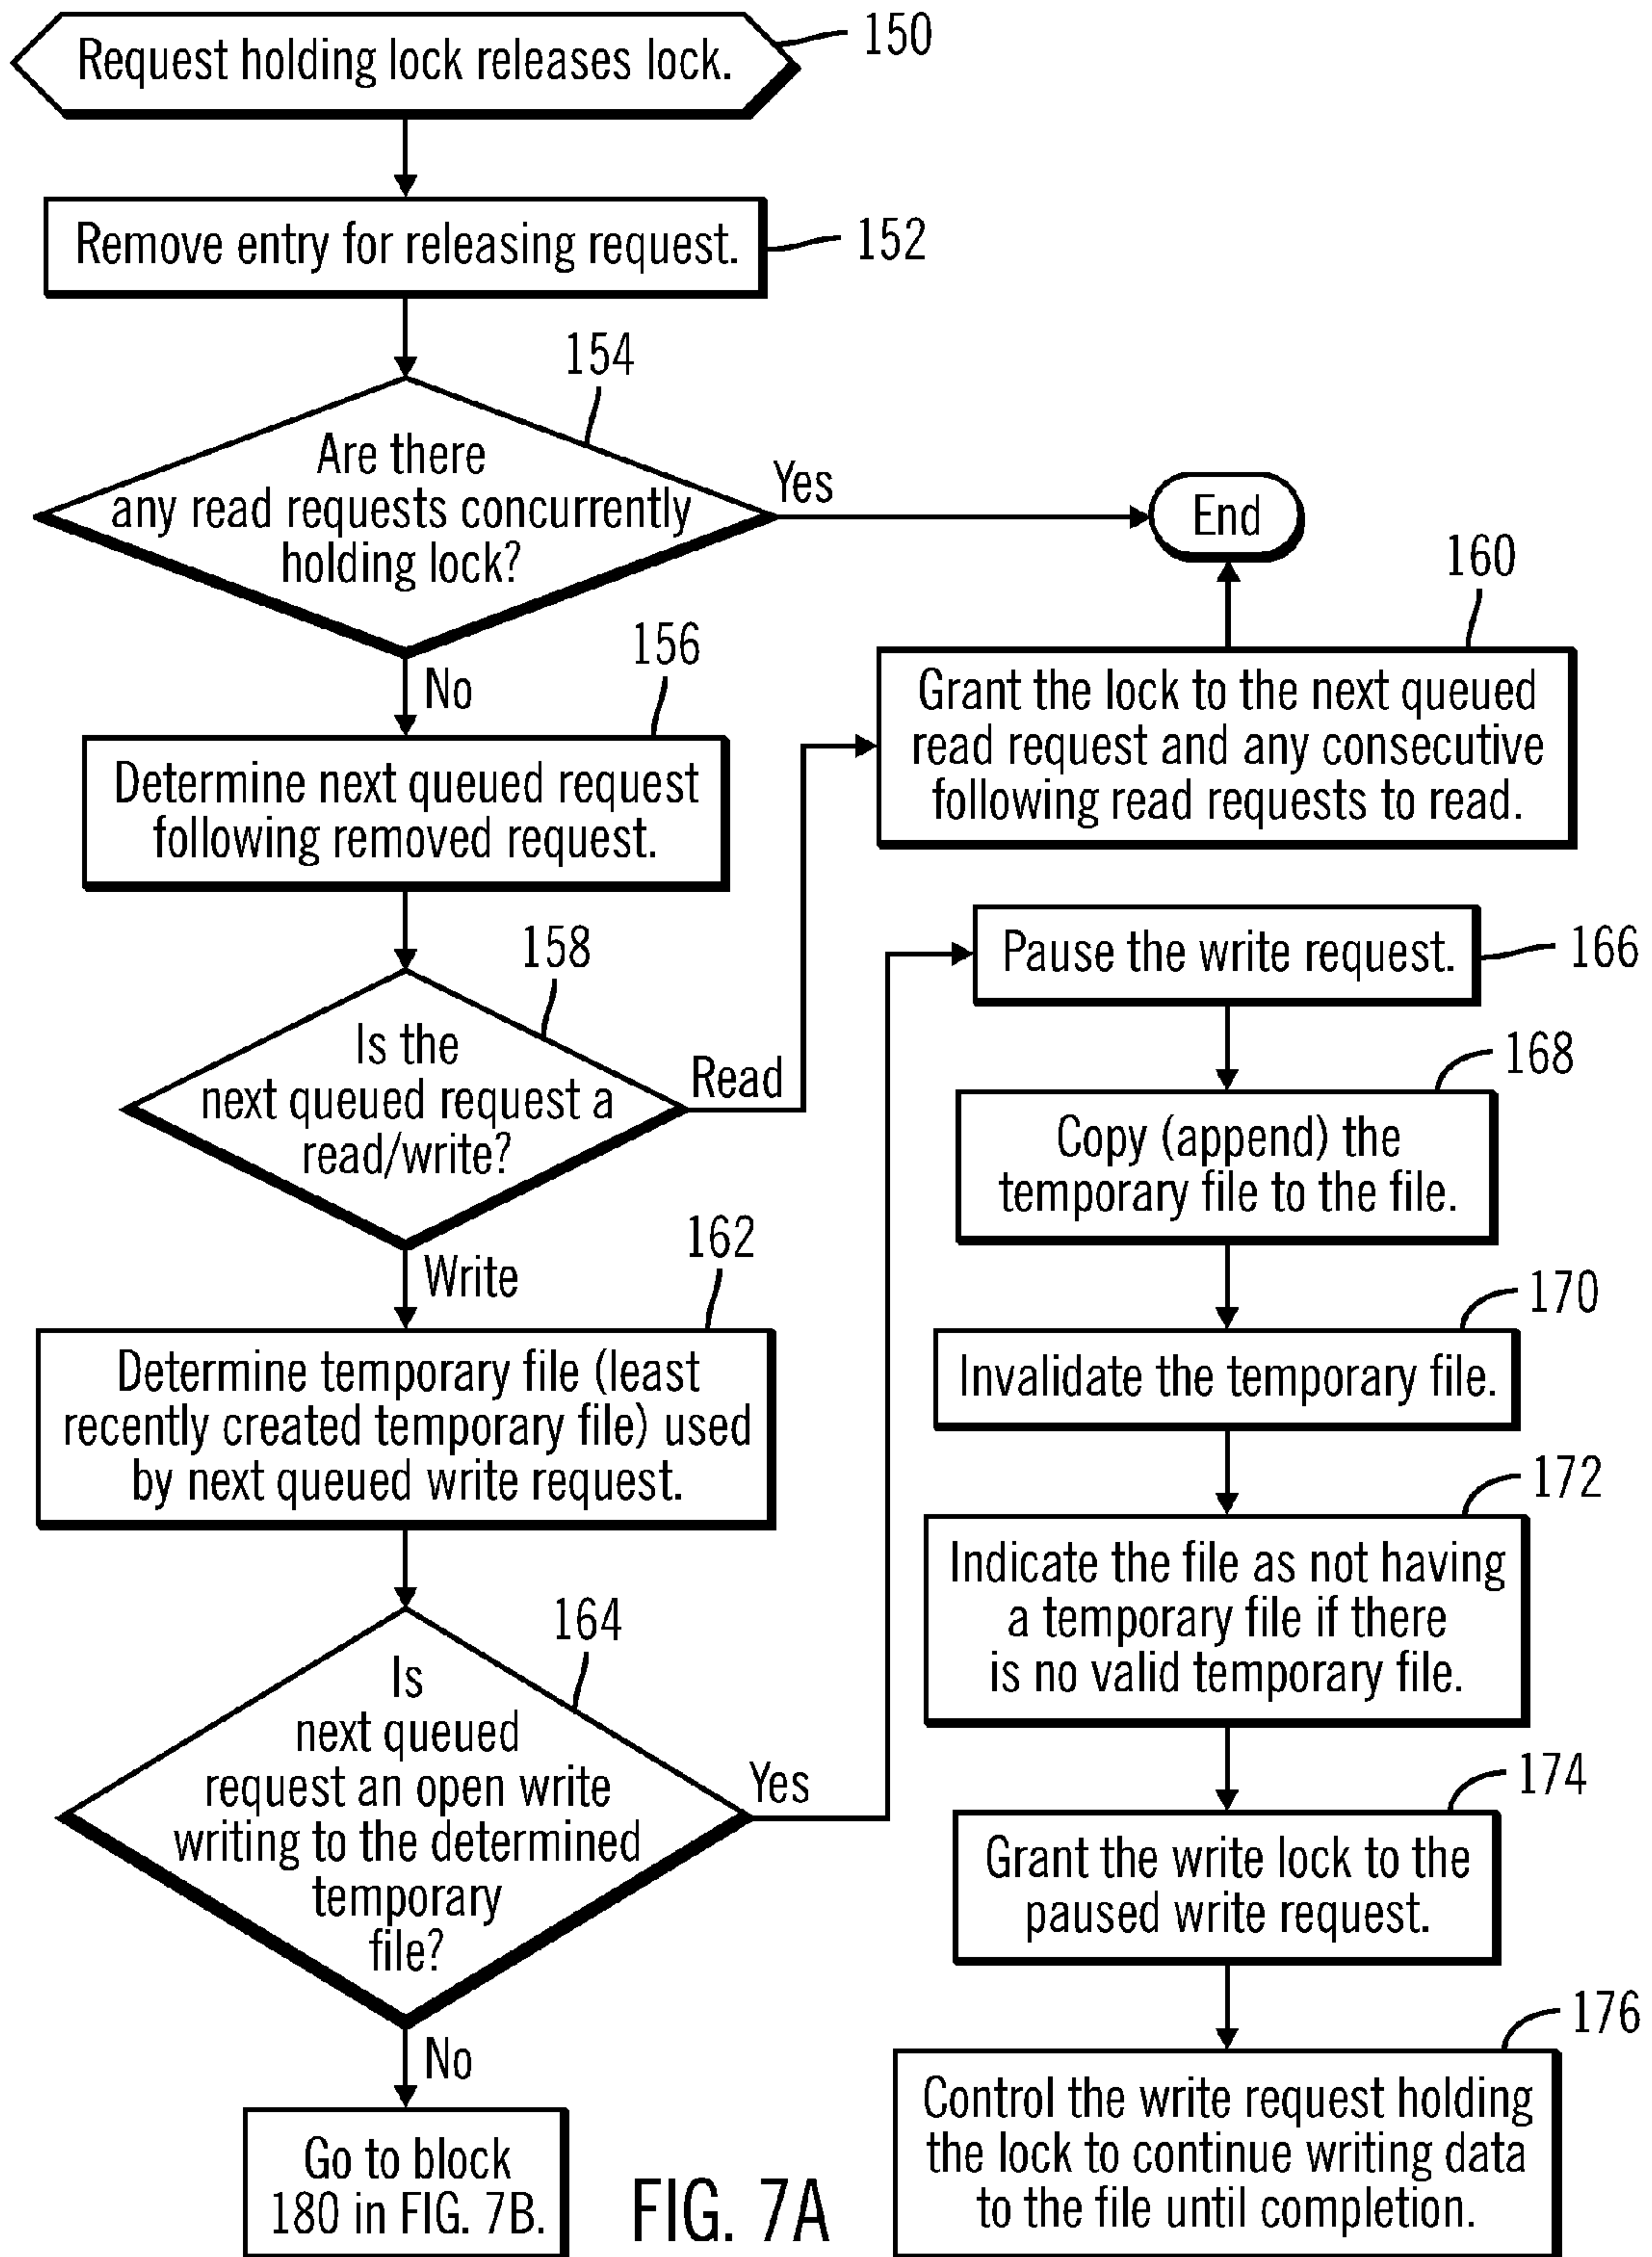 Request holding lock releases lock.
150
Remove entry for releasing request.
152
154
Are there
any read requests concurrently
holding lock?
Yes
End
No
156
Determine next queued request
following removed request.
160
Grant the lock to the next queued
read request and any consecutive
following read requests to read.
158
Is the
next queued request a
read/write?
Read
Write
162
Determine temporary file (least
recently created temporary file) used
by next queued write request.
164
Is
next queued
request an open write
writing to the determined
temporary
file?
Yes
No
Go to block
180 in FIG. 7B.
Pause the write request.
166
168
Copy (append) the
temporary file to the file.
170
Invalidate the temporary file.
172
Indicate the file as not having
a temporary file if there
is no valid temporary file.
174
Grant the write lock to the
paused write request.
176
Control the write request holding
the lock to continue writing data
to the file until completion.
FIG. 7A